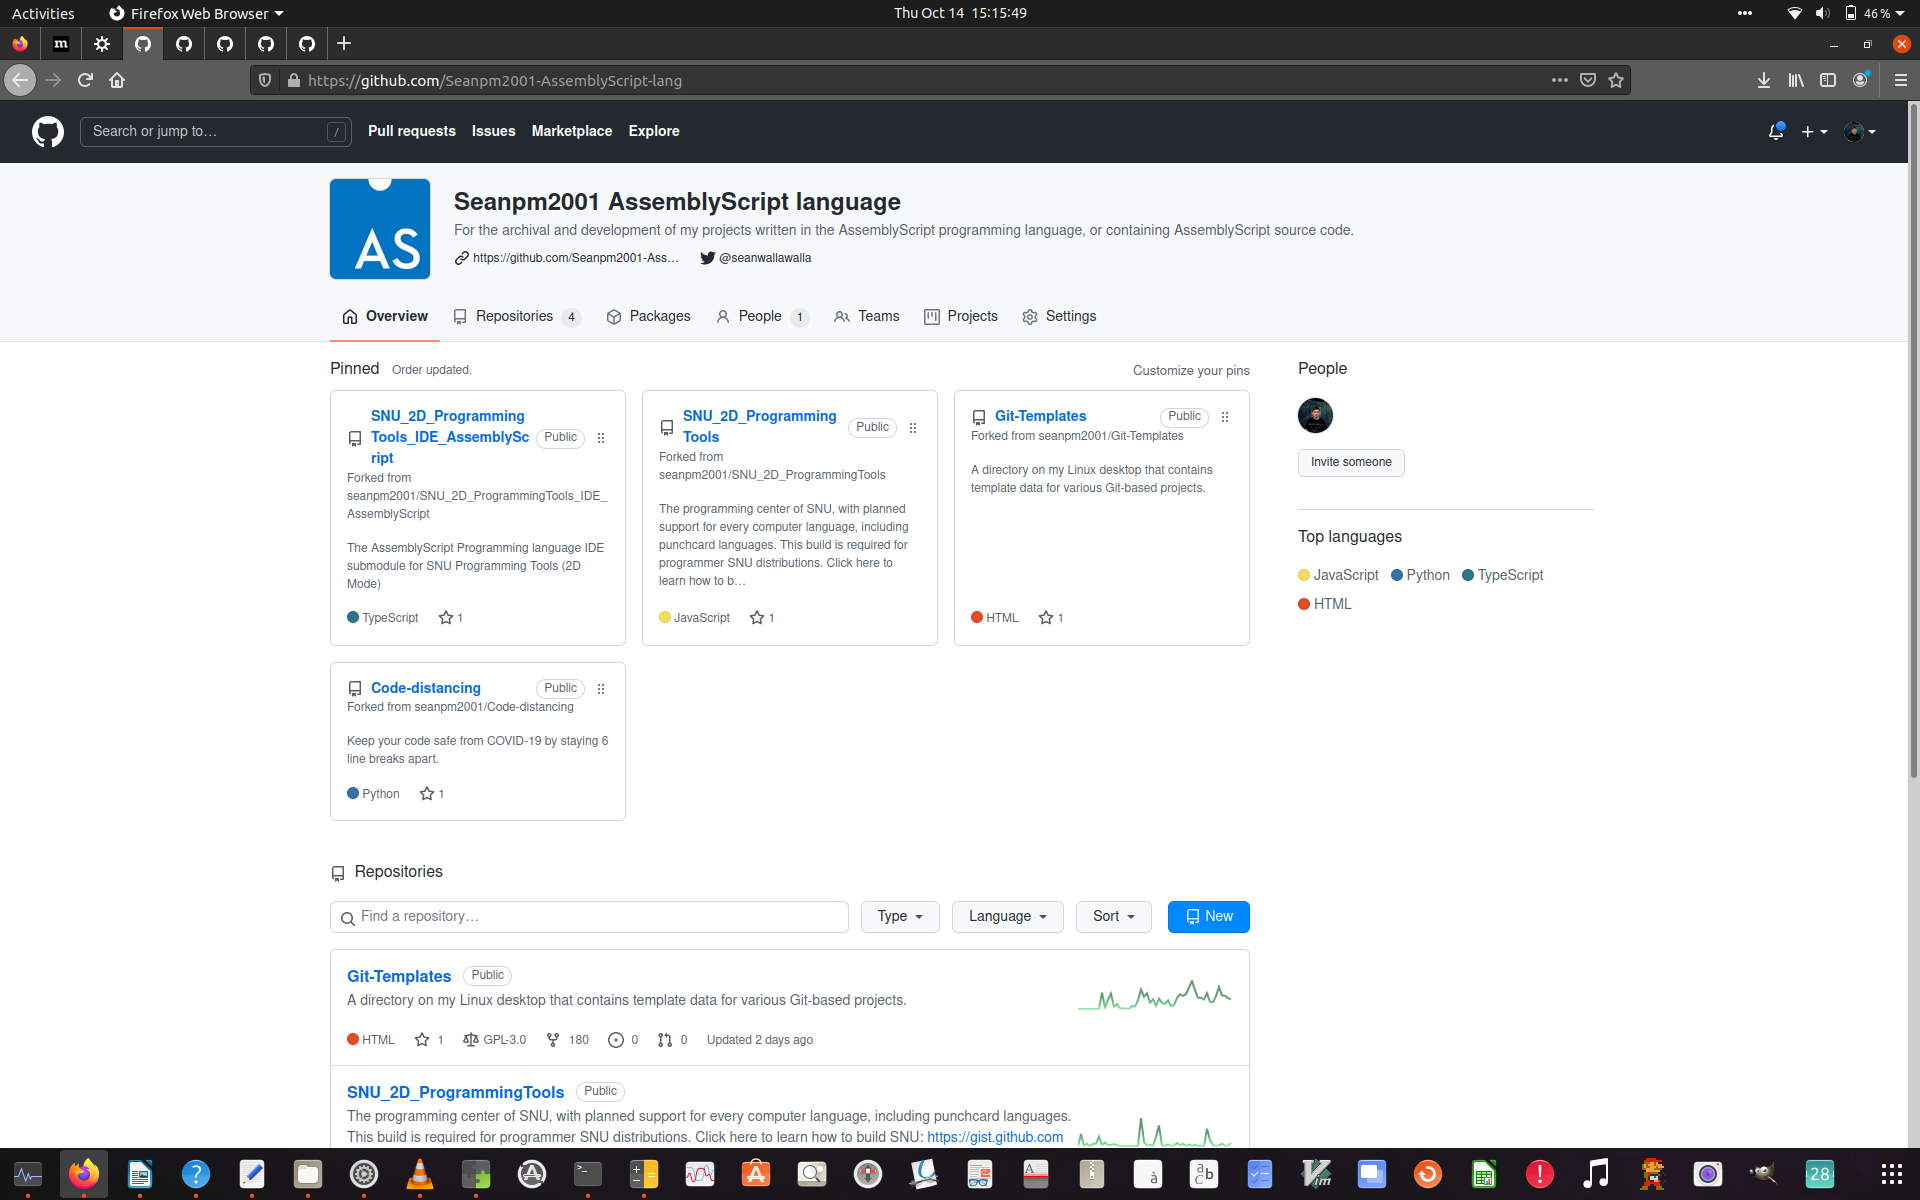 Activities
Firefox Web Browser
Thu Oct 14 15:15:49
46 %
m
https://github.com/Seanpm2001-AssemblyScript-lang
Search or jump to…
/
Pull requests
Issues
Marketplace
Explore
AS
Seanpm2001 AssemblyScript language
For the archival and development of my projects written in the AssemblyScript programming language, or containing AssemblyScript source code.
https://github.com/Seanpm2001-Ass…
@seanwallawalla
Overview
Repositories 4
Packages
People 1
Teams
Projects
Settings
Pinned
Order updated.
Customize your pins
SNU_2D_Programming
Tools_IDE_AssemblySc
ript
Public
Forked from
seanpm2001/SNU_2D_ProgrammingTools_IDE_
AssemblyScript
The AssemblyScript Programming language IDE
submodule for SNU Programming Tools (2D
Mode)
TypeScript
1
SNU_2D_Programming
Tools
Public
Forked from
seanpm2001/SNU_2D_ProgrammingTools
The programming center of SNU, with planned
support for every computer language, including
punchcard languages. This build is required for
programmer SNU distributions. Click here to
learn how to b…
JavaScript
1
Git-Templates
Public
Forked from seanpm2001/Git-Templates
A directory on my Linux desktop that contains
template data for various Git-based projects.
HTML
1
Code-distancing
Public
Forked from seanpm2001/Code-distancing
Keep your code safe from COVID-19 by staying 6
line breaks apart.
Python
1
People
Invite someone
Top languages
JavaScript
Python
TypeScript
HTML
Repositories
Find a repository…
Type
Language
Sort
New
Git-Templates
Public
A directory on my Linux desktop that contains template data for various Git-based projects.
HTML
1
GPL-3.0
180
0
0
Updated 2 days ago
SNU_2D_ProgrammingTools
Public
The programming center of SNU, with planned support for every computer language, including punchcard languages.
This build is required for programmer SNU distributions. Click here to learn how to build SNU: https://gist.github.com
28